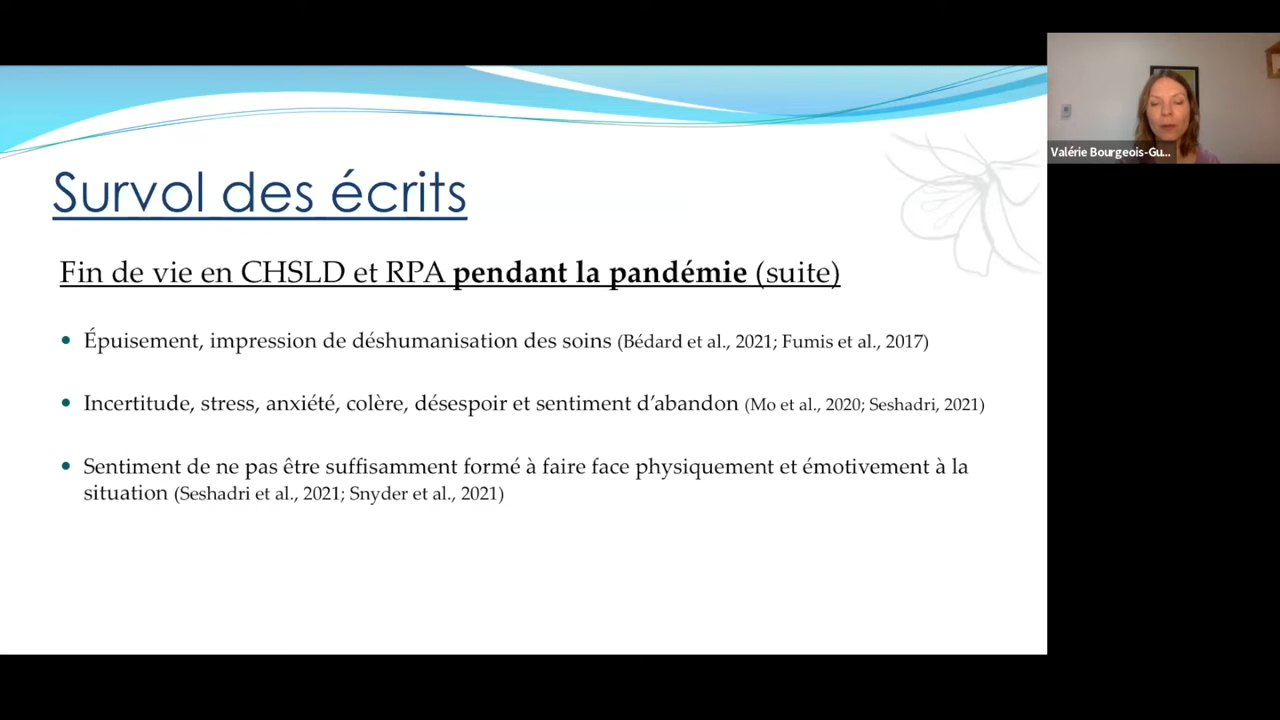 Survol des écrits
Fin de vie en CHSLD et RPA pendant la pandémie (suite)
• Épuisement, impression de déshumanisation des soins (Bédard et al., 2021; Fumis et al., 2017)
• Incertitude, stress, anxiété, colère, désespoir et sentiment d’abandon (Mo et al., 2020; Seshadri, 2021)
• Sentiment de ne pas être suffisamment formé à faire face physiquement et émotivement à la
situation (Seshadri et al., 2021; Snyder et al., 2021)
Valérie Bourgeois-Gu...